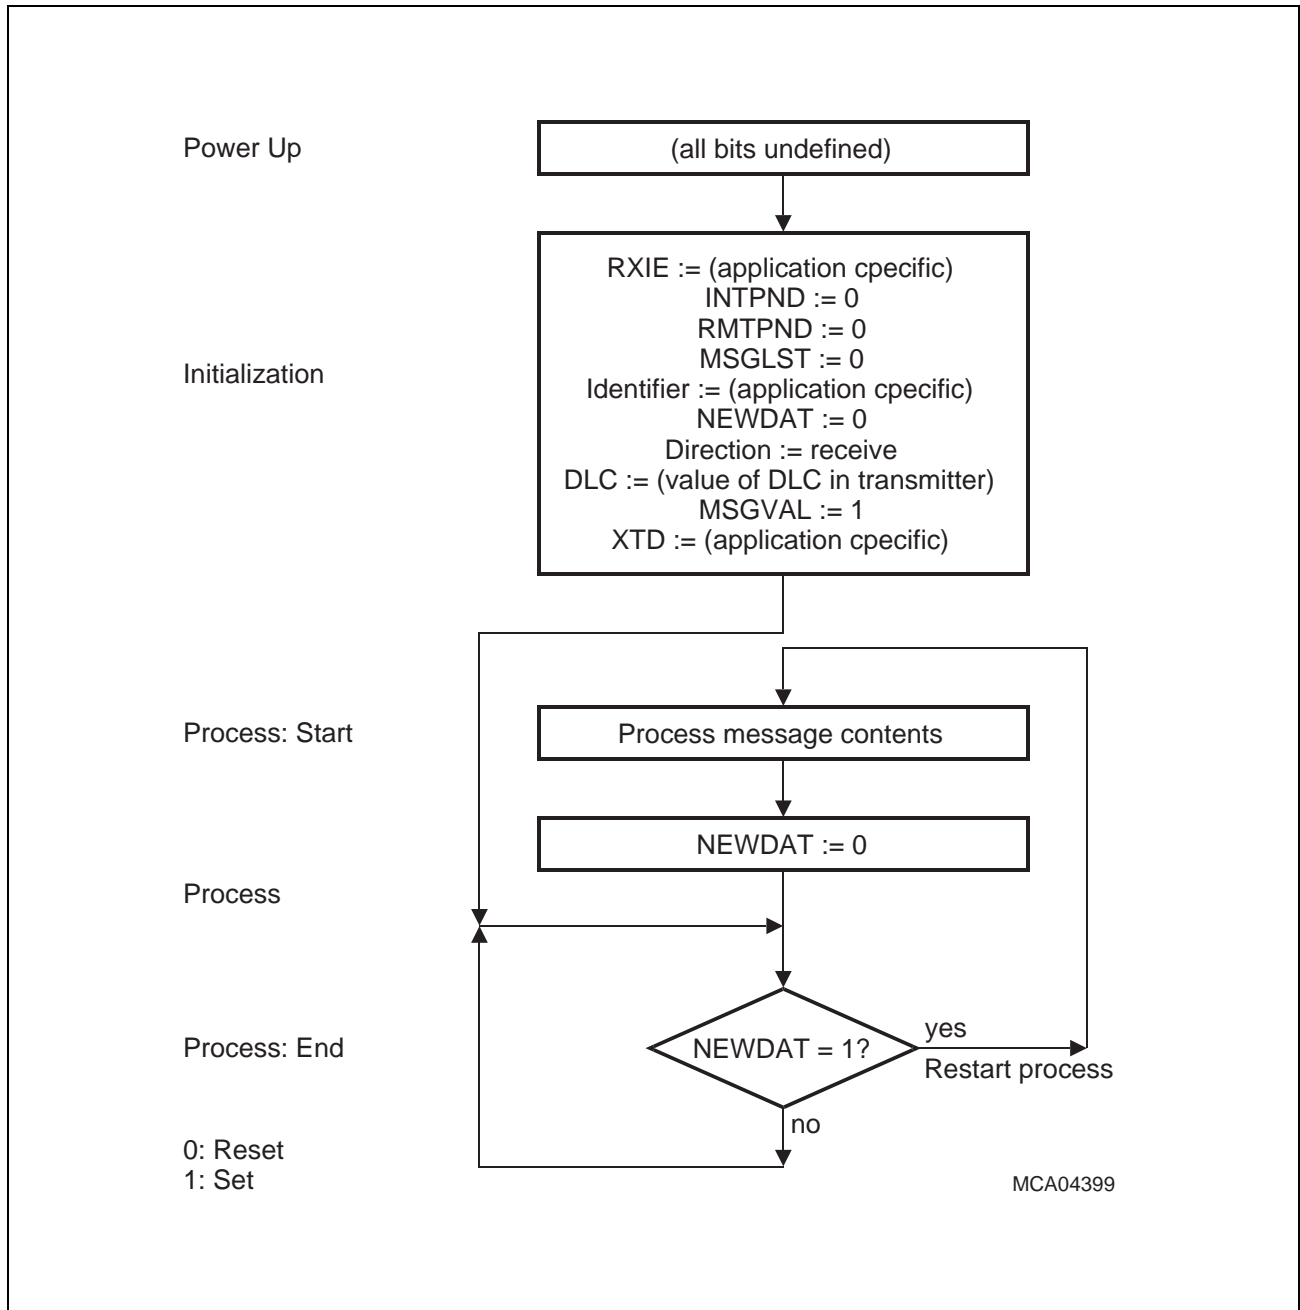 Power Up
(all bits undefined)
RXIE := (application cpecific)
INTPND := 0
RMTPND := 0
MSGLST := 0
Initialization
Identifier := (application cpecific)
NEWDAT := 0
Direction := receive
DLC := (value of DLC in transmitter)
MSGVAL := 1
XTD := (application cpecific)
Process: Start
Process message contents
NEWDAT := 0
Process
Process: End
NEWDAT = 1?
yes
Restart process
no
0: Reset
1: Set
MCA04399